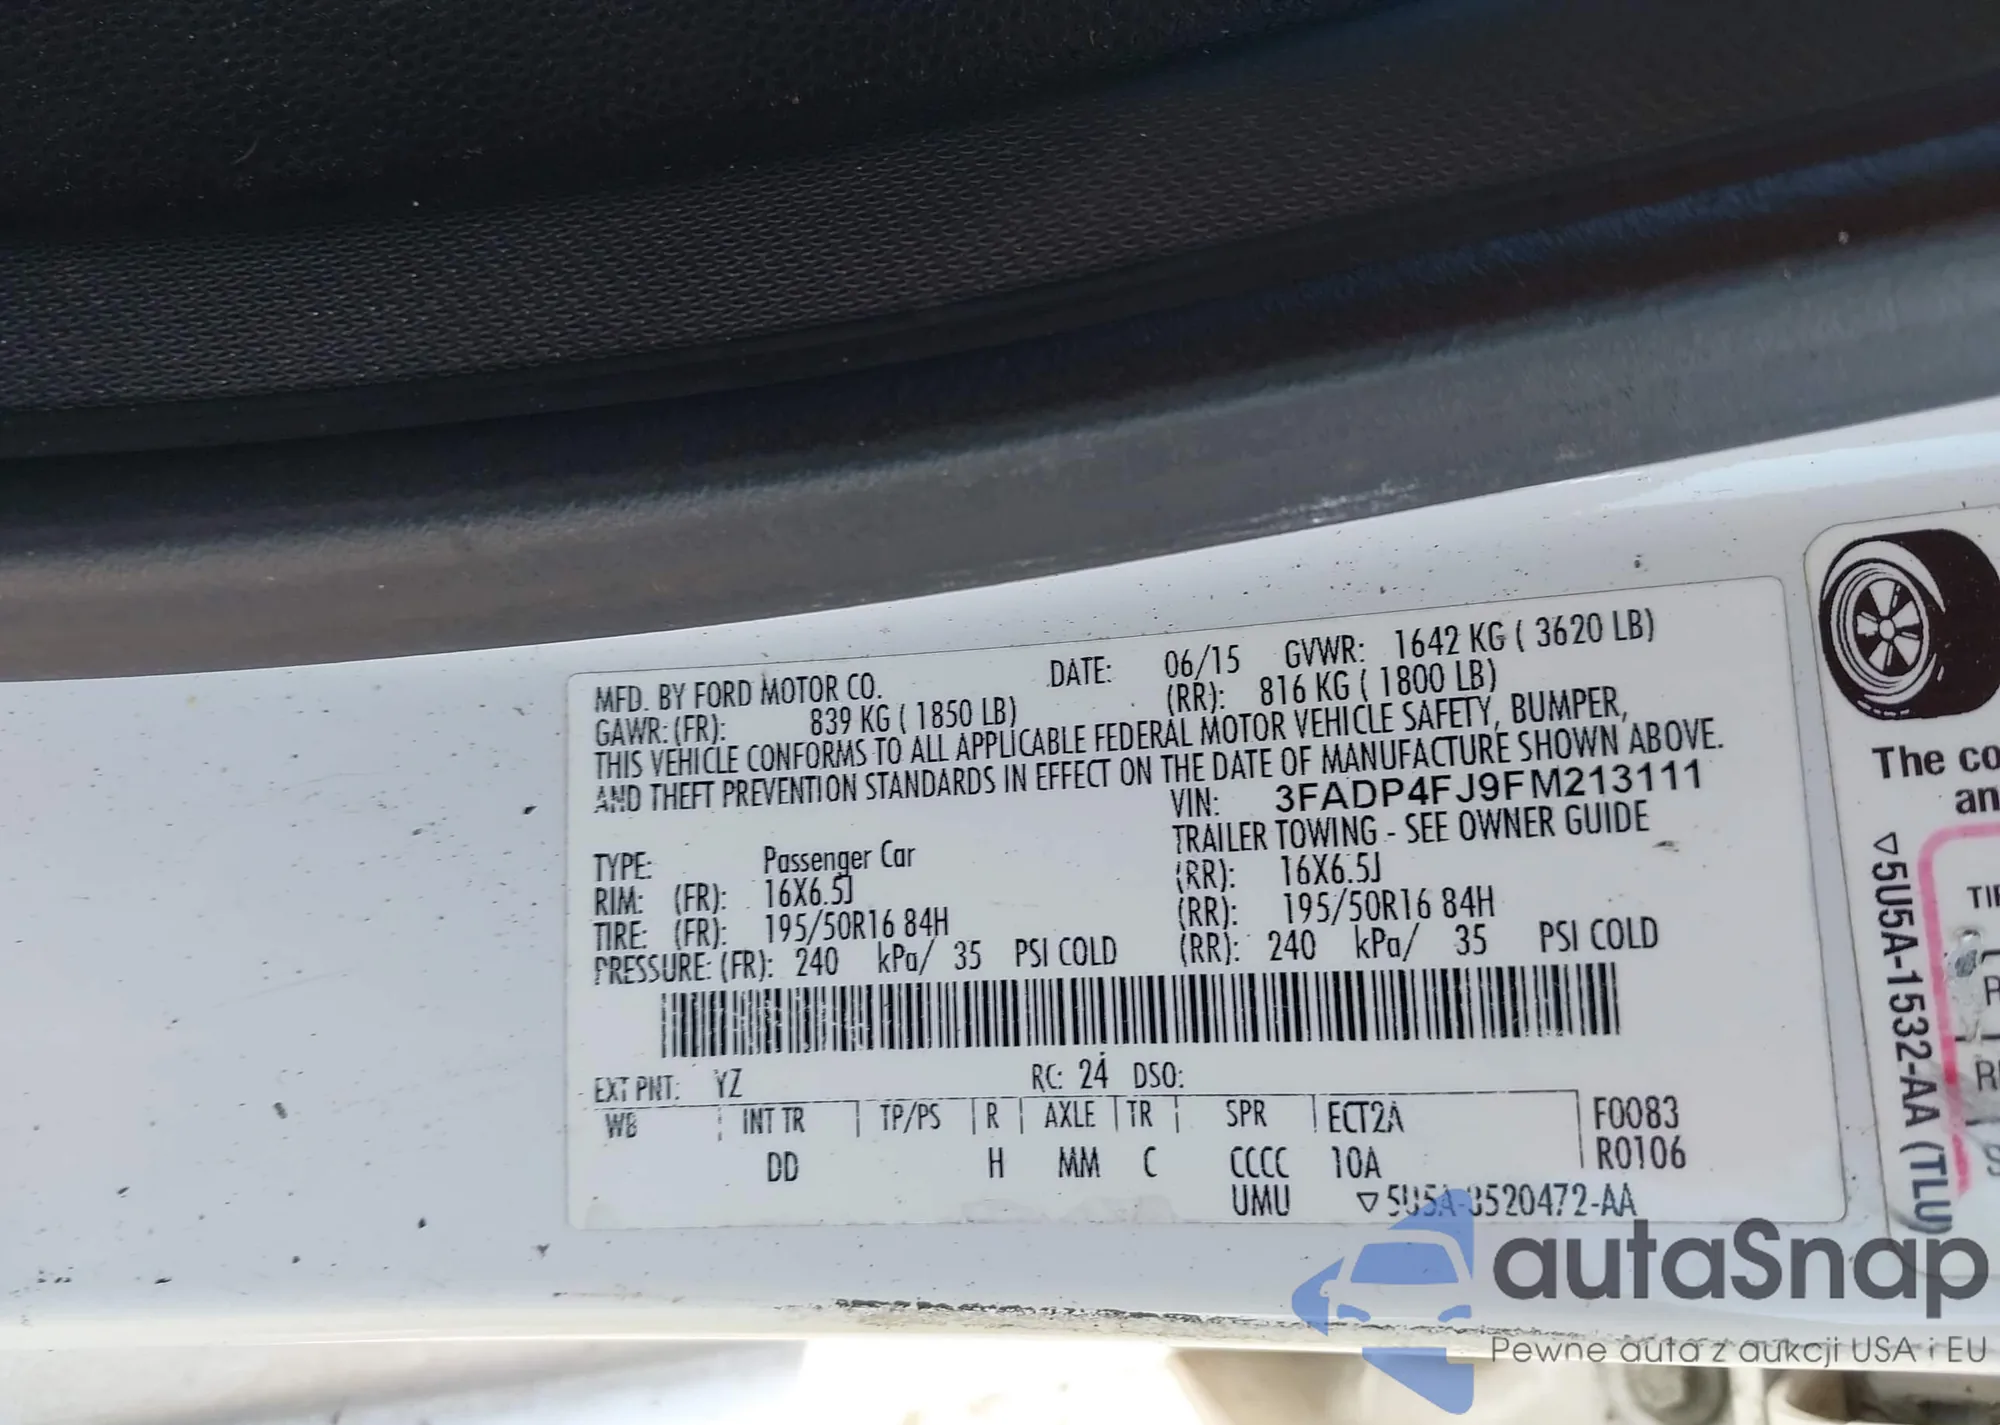 MFD. BY FORD MOTOR CO. DATE: 06/15 GVWR: 1642 KG ( 3620 LB)
GAWR: (FR): 839 KG ( 1850 LB) (RR): 816 KG ( 1800 LB)
THIS VEHICLE CONFORMS TO ALL APPLICABLE FEDERAL MOTOR VEHICLE SAFETY, BUMPER,
AND THEFT PREVENTION STANDARDS IN EFFECT ON THE DATE OF MANUFACTURE SHOWN ABOVE.
VIN: 3FADP4FJ9FM213111
TRAILER TOWING - SEE OWNER GUIDE
TYPE: Passenger Car
RIM: (FR): 16X6.5J (RR): 16X6.5J
TIRE: (FR): 195/50R16 84H (RR): 195/50R16 84H
PRESSURE: (FR): 240 kPa/ 35 PSI COLD (RR): 240 kPa/ 35 PSI COLD
EXT PNT: YZ RC: 24 DSO:
WB INT TR TP/PS R AXLE TR SPR ECT2A F0083
DD H MM C CCCC 10A R0106
UMU ▽5U5A-3520472-AA
The co
an
▽5U5A-1532-AA (TLU)
autaSnap
Pewne auta z aukcji USA i EU